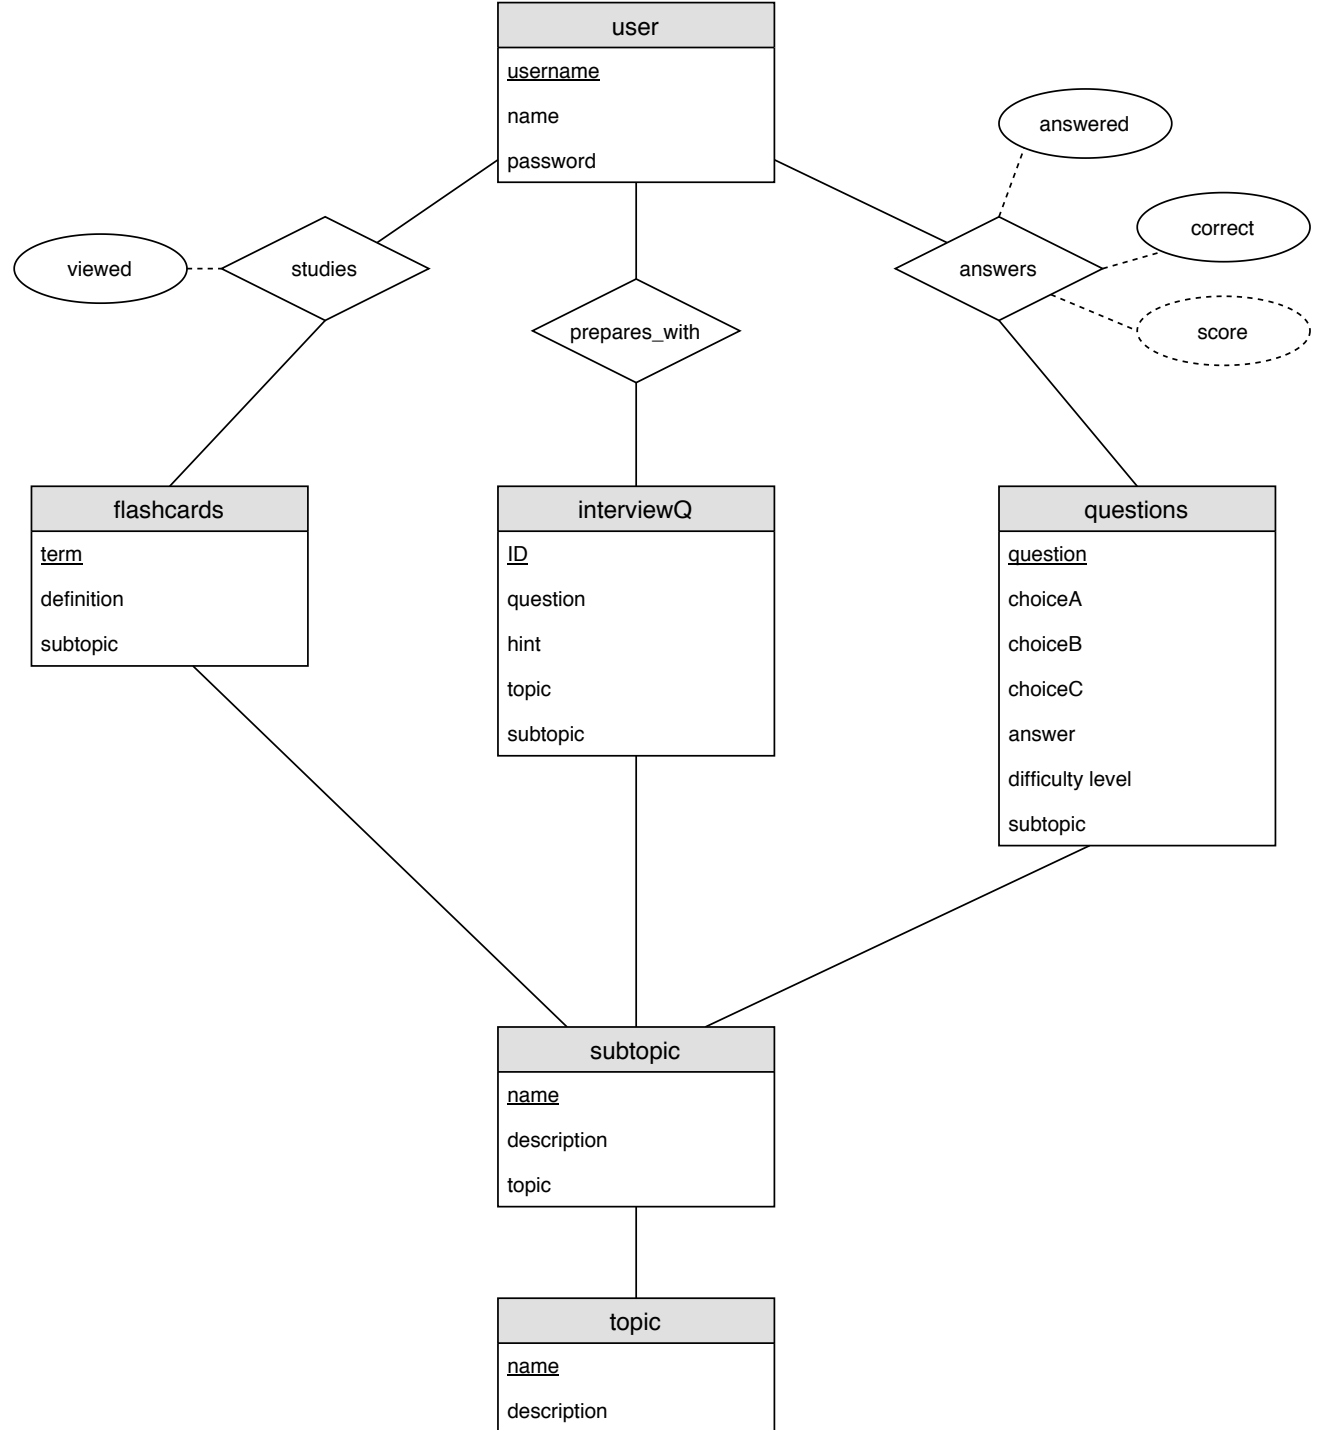 user
username
name
password
answered
correct
viewed
studies
answers
prepares_with
score
flashcards
term
definition
subtopic
interviewQ
ID
question
hint
topic
subtopic
questions
question
choiceA
choiceB
choiceC
answer
difficulty level
subtopic
subtopic
name
description
topic
topic
name
description